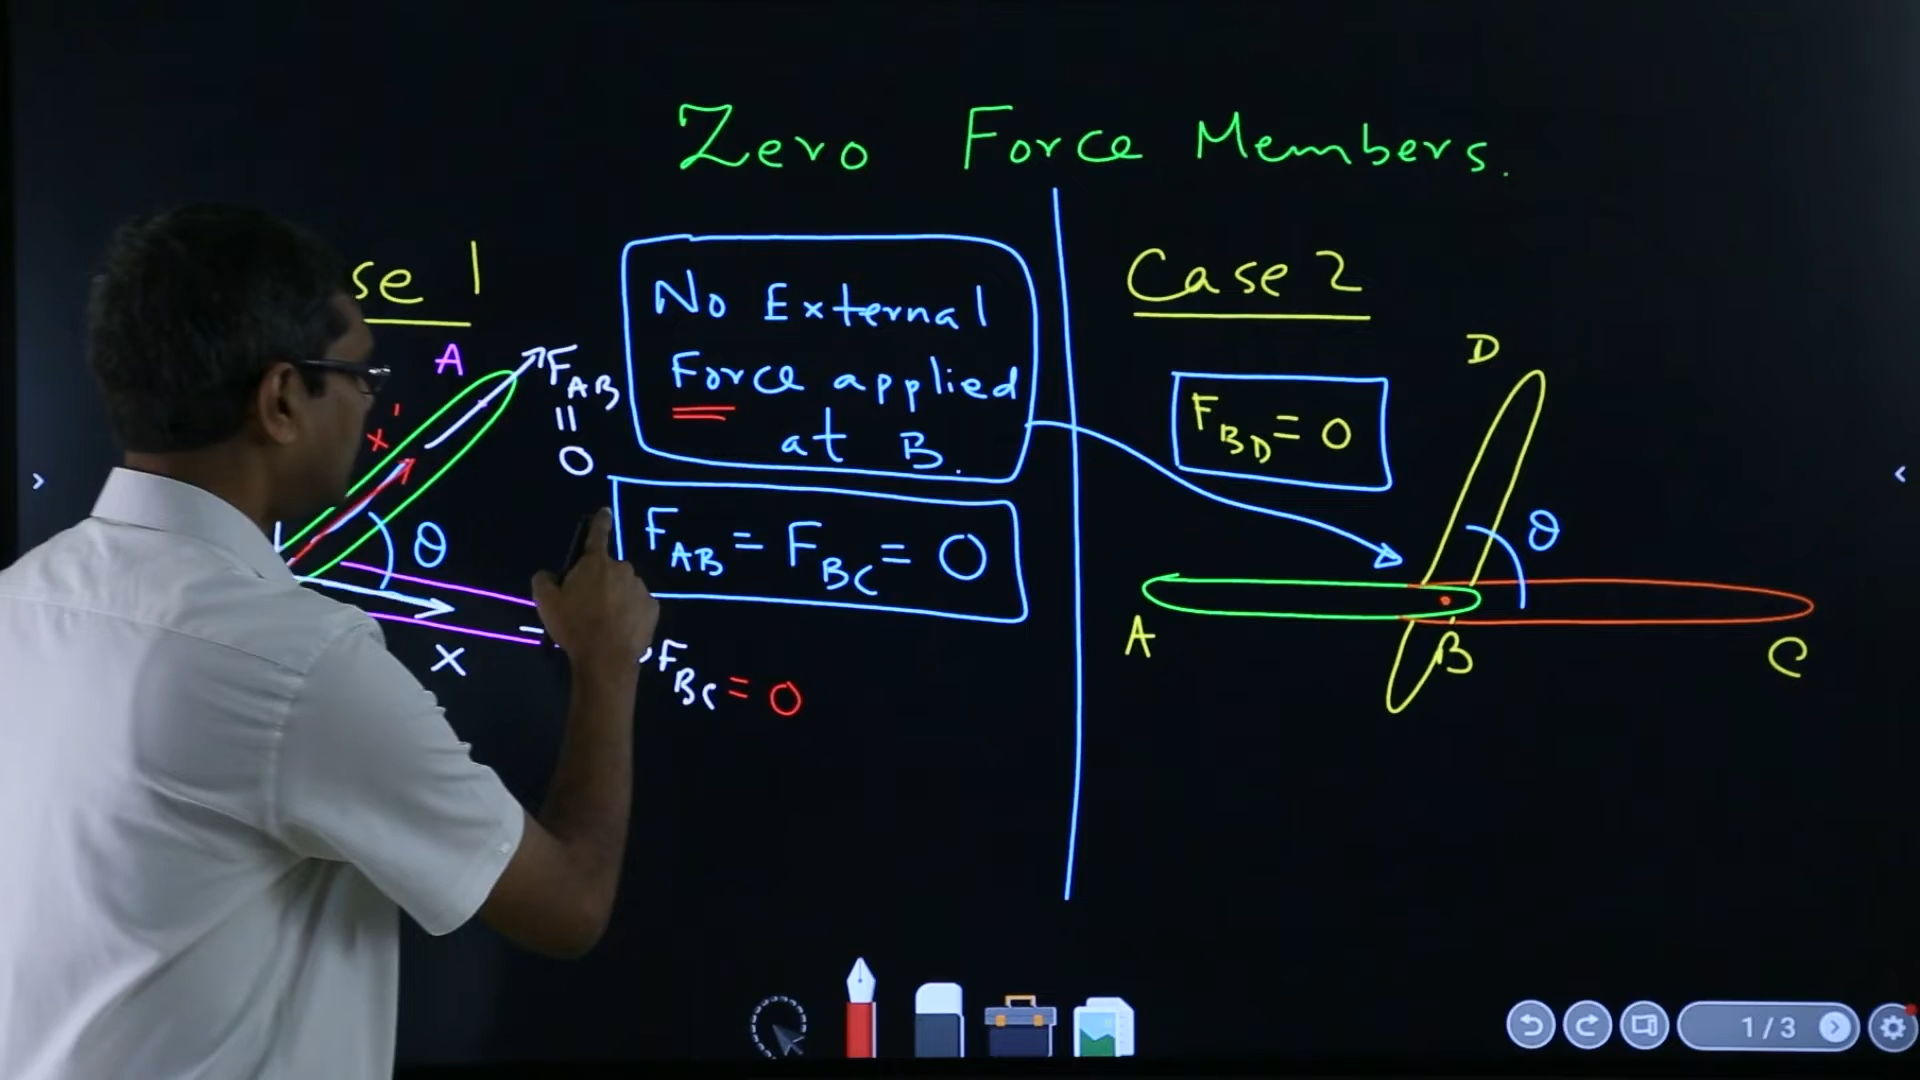 Zero Force Members.
se 1
No External
Force applied
at B.
A
F_AB
=
0
x'
θ
F_AB = F_BC = 0
x
F_BC = 0
Case 2
F_BD = 0
D
θ
A
B
C
1/3